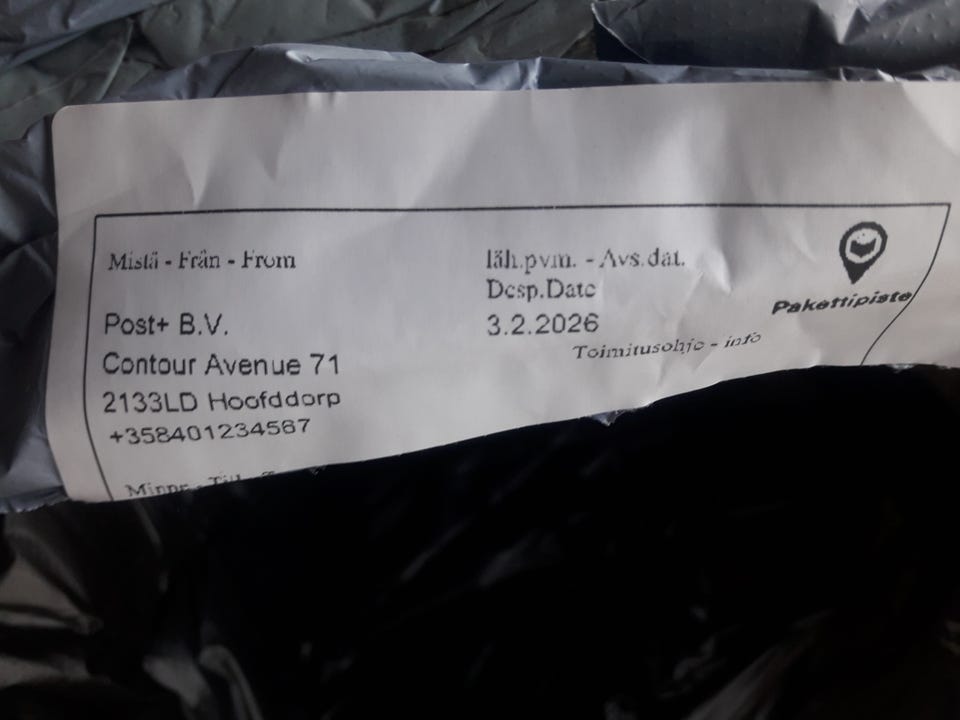 Mistä - Från - From
läh.pvm. - Avs.dat.
Desp.Date
Pakettipiste
Post+ B.V.
3.2.2026
Toimitusohje - info
Contour Avenue 71
2133LD Hoofddorp
+358401234567